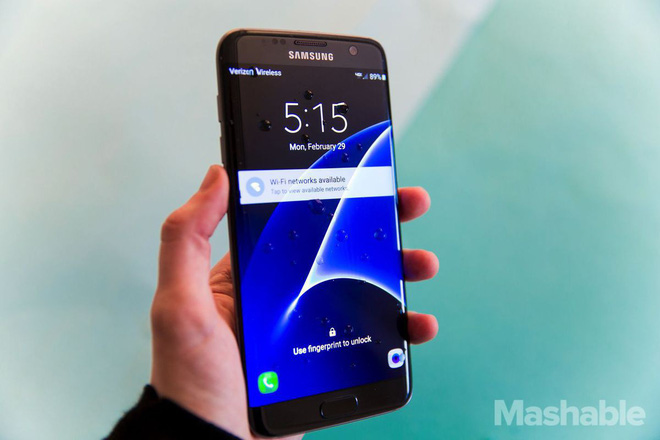 SAMSUNG
Verizon Wireless
89%
5:15
Mon, February 29
Wi-Fi networks available
Tap to view available networks
Use fingerprint to unlock
Mashable